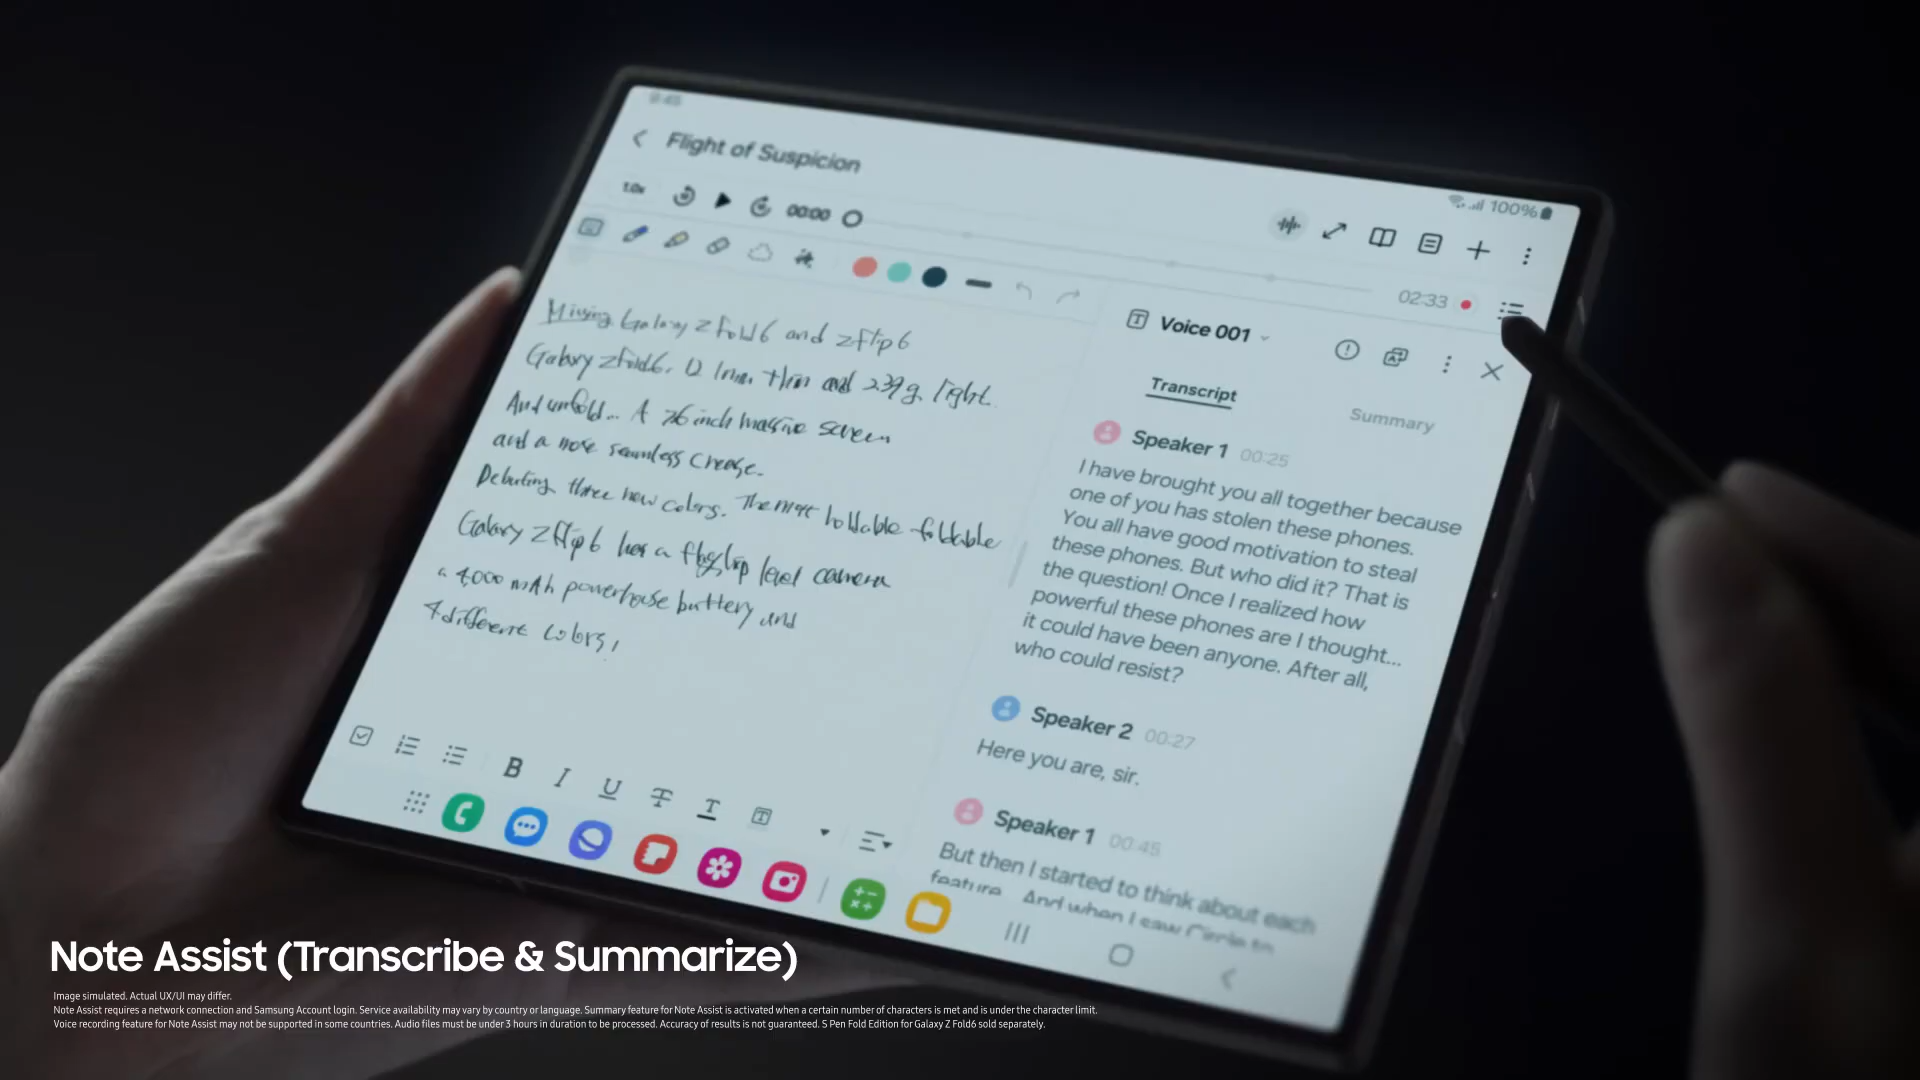 9:45
100%
Flight of Suspicion
1.0x
00:00
02:33
Missing Galaxy z fold6 and z flip6
Galaxy z fold6. 12.1mm thin and 239g light.
And unfold... A 7.6 inch massive screen
and a more seamless crease.
Debuting three new colors. The most foldable foldable
Galaxy z flip6 has a flagship level camera
a 4,000 mAh powerhouse battery and
4 different colors,
Voice 001
Transcript
Summary
Speaker 1 00:25
I have brought you all together because
one of you has stolen these phones.
You all have good motivation to steal
these phones. But who did it? That is
the question! Once I realized how
powerful these phones are I thought...
it could have been anyone. After all,
who could resist?
Speaker 2 00:27
Here you are, sir.
Speaker 1 00:45
But then I started to think about each
feature. And when I saw Circle to
B I U T T T
Note Assist (Transcribe & Summarize)
Image simulated. Actual UX/UI may differ.
Note Assist requires a network connection and Samsung Account login. Service availability may vary by country or language. Summary feature for Note Assist is activated when a certain number of characters is met and is under the character limit.
Voice recording feature for Note Assist may not be supported in some countries. Audio files must be under 3 hours in duration to be processed. Accuracy of results is not guaranteed. S Pen Fold Edition for Galaxy Z Fold6 sold separately.